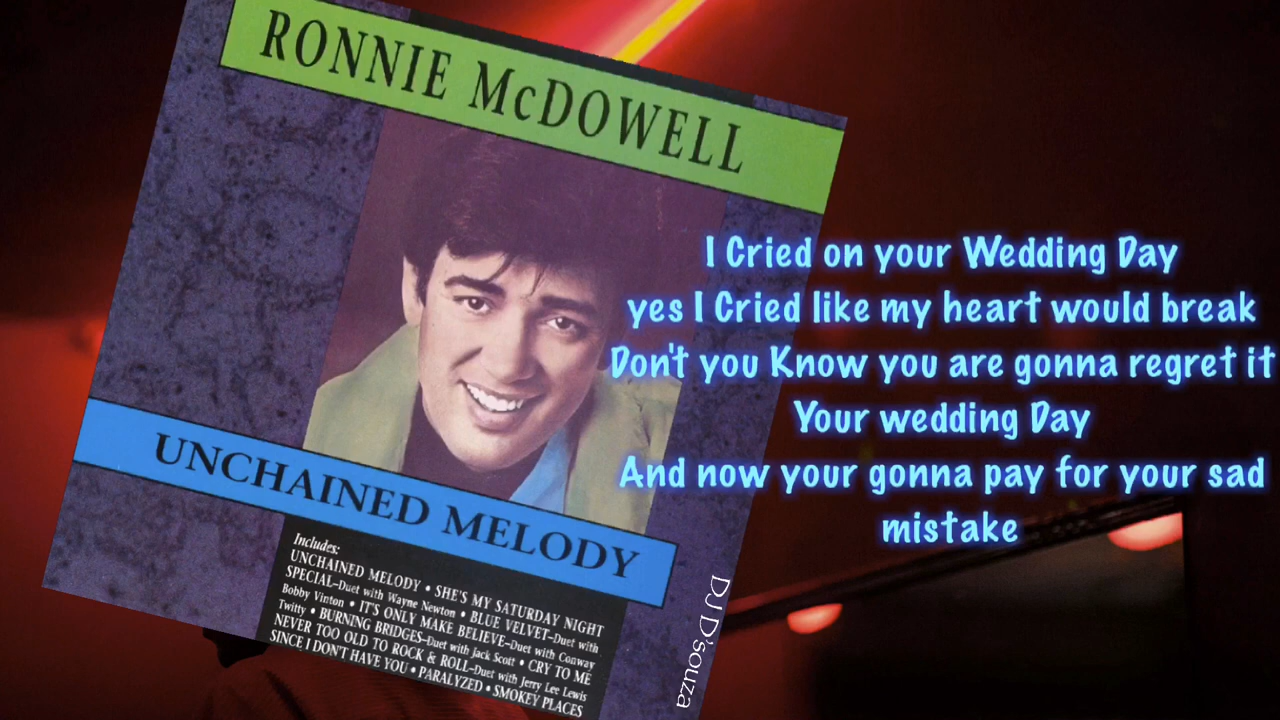 RONNIE McDOWELL
UNCHAINED MELODY
Includes:
UNCHAINED MELODY • SHE'S MY SATURDAY NIGHT
SPECIAL–Duet with Wayne Newton • BLUE VELVET–Duet with
Bobby Vinton • IT'S ONLY MAKE BELIEVE–Duet with Conway
Twitty • BURNING BRIDGES–Duet with Jack Scott • CRY TO ME
NEVER TOO OLD TO ROCK & ROLL–Duet with Jerry Lee Lewis
SINCE I DON'T HAVE YOU • PARALYZED • SMOKEY PLACES
DJ D'souza
I Cried on your Wedding Day
yes I Cried like my heart would break
Don't you Know you are gonna regret it
Your wedding Day
And now your gonna pay for your sad
mistake